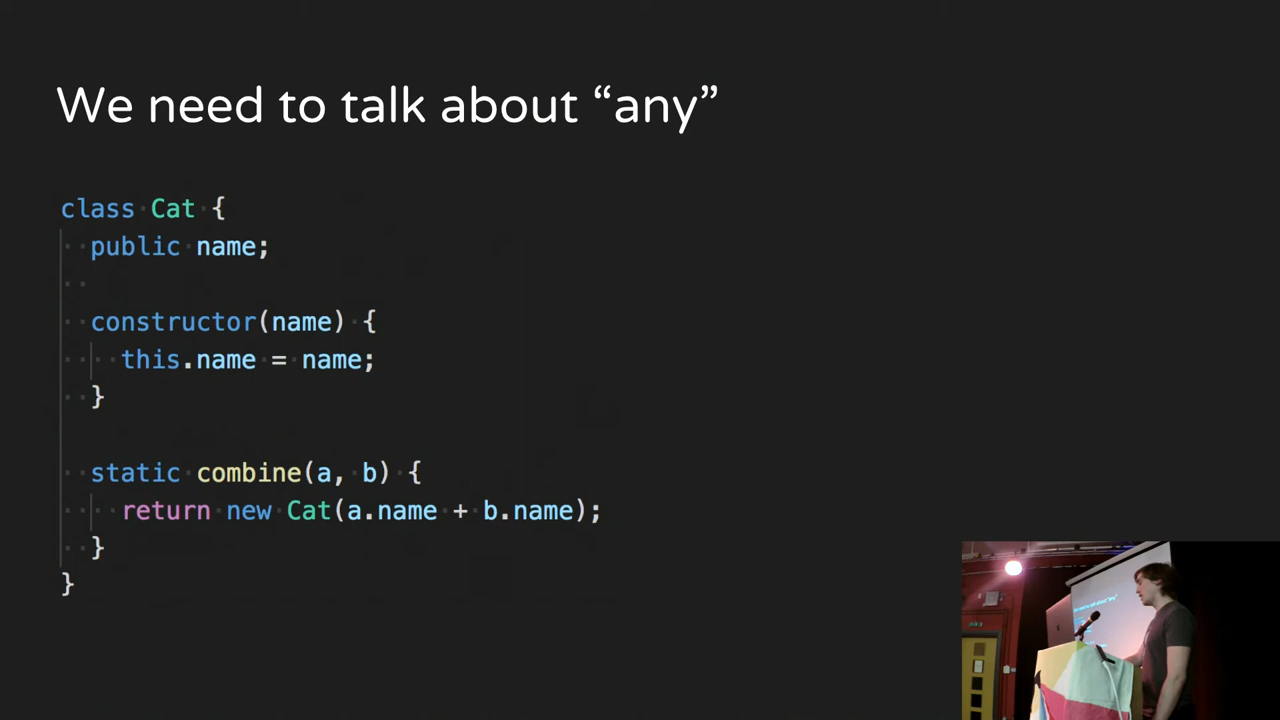 We need to talk about “any”
class Cat {
public name;
constructor(name) {
this.name = name;
}
static combine(a, b) {
return new Cat(a.name + b.name);
}
}